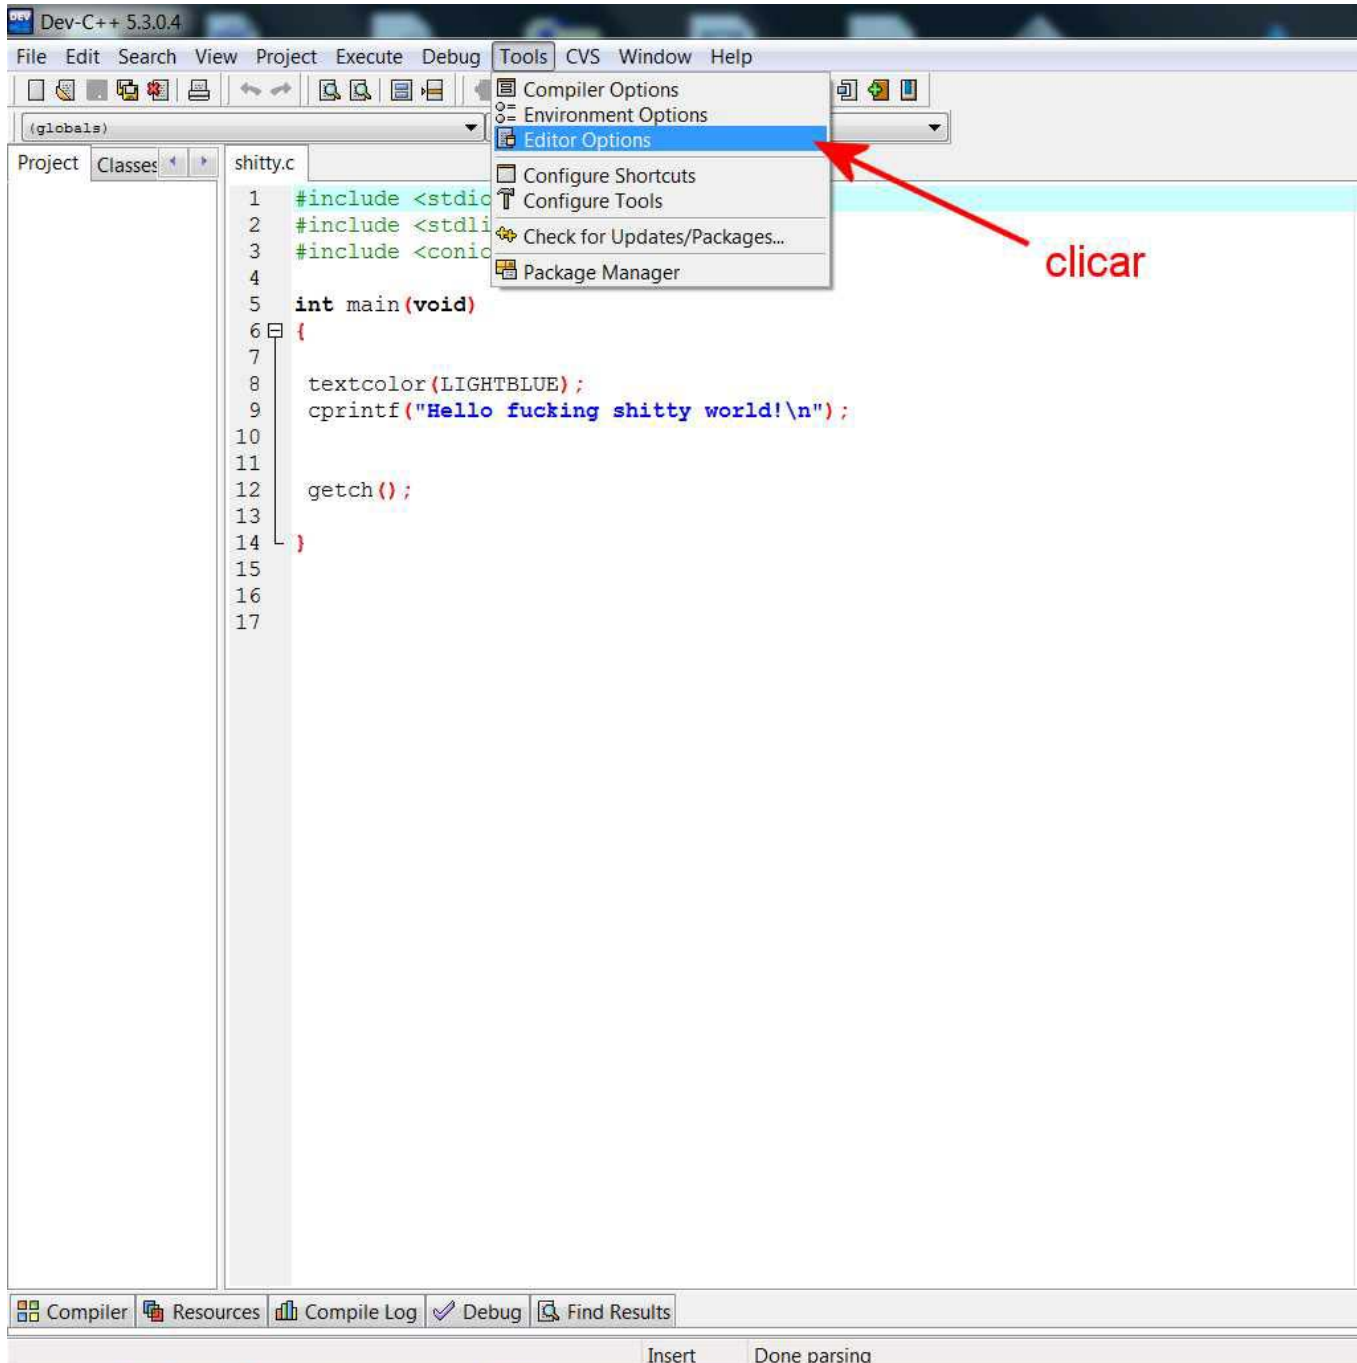 Dev-C++ 5.3.0.4
File Edit Search View Project Execute Debug Tools CVS Window Help
Compiler Options
Environment Options
Editor Options
Configure Shortcuts
Configure Tools
Check for Updates/Packages...
Package Manager
clicar
(globals)
Project Classes
shitty.c
1 #include <stdio
2 #include <stdli
3 #include <conio
4
5 int main(void)
6 {
7
8 textcolor(LIGHTBLUE);
9 cprintf("Hello fucking shitty world!\n");
10
11
12 getch();
13
14 }
15
16
17
Compiler Resources Compile Log Debug Find Results
Insert Done parsing